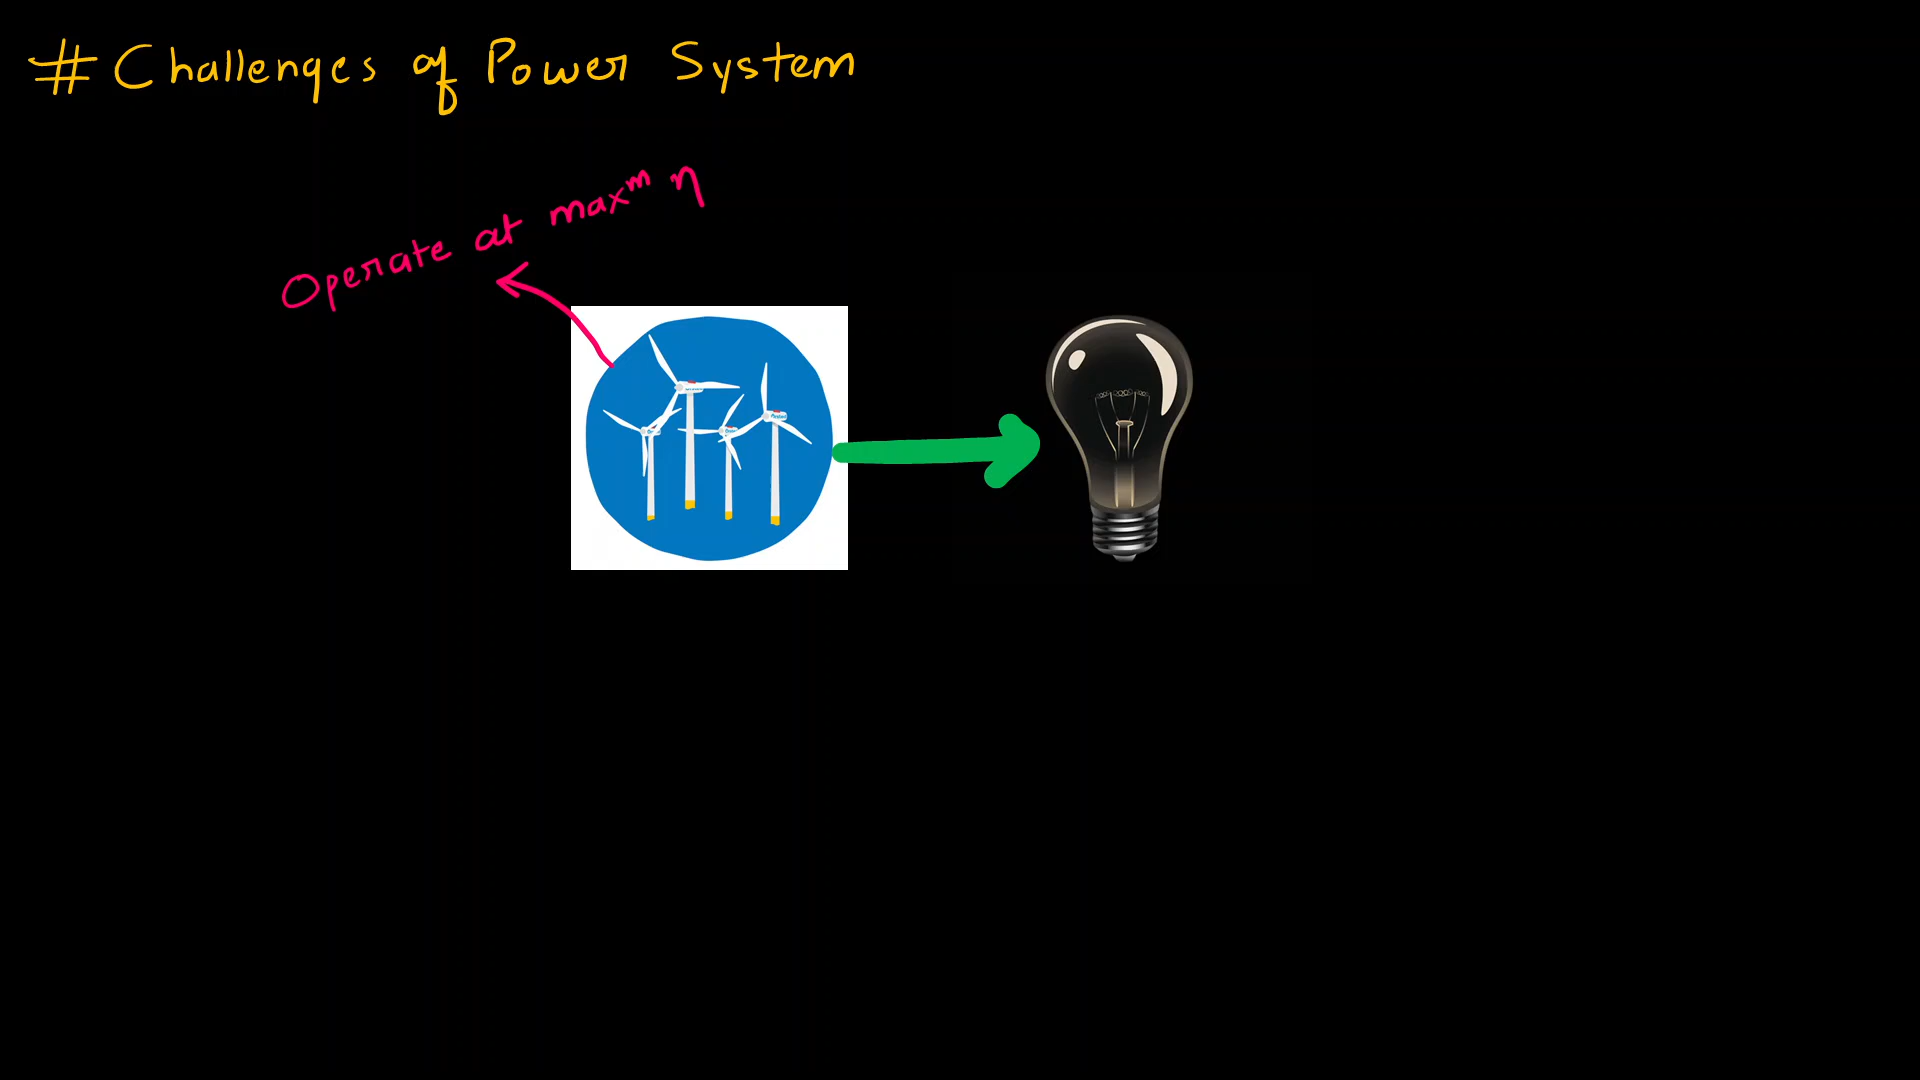 # Challenges of Power System
Operate at maxᵐ η